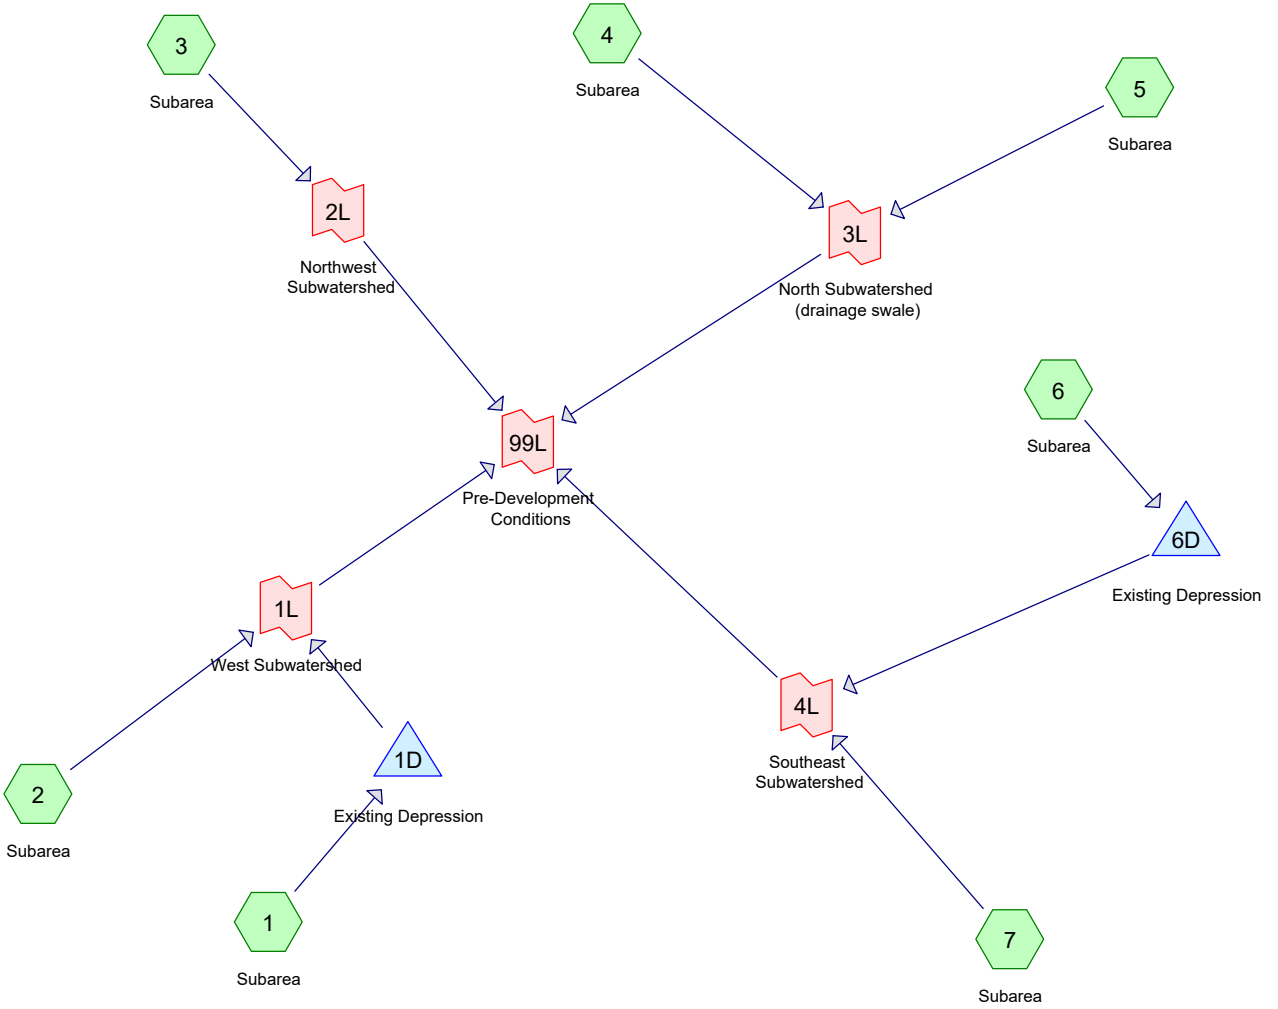 3
Subarea
4
Subarea
5
Subarea
2L
Northwest
Subwatershed
3L
North Subwatershed
(drainage swale)
6
Subarea
99L
Pre-Development
Conditions
6D
Existing Depression
1L
West Subwatershed
4L
Southeast
Subwatershed
1D
Existing Depression
2
Subarea
1
Subarea
7
Subarea